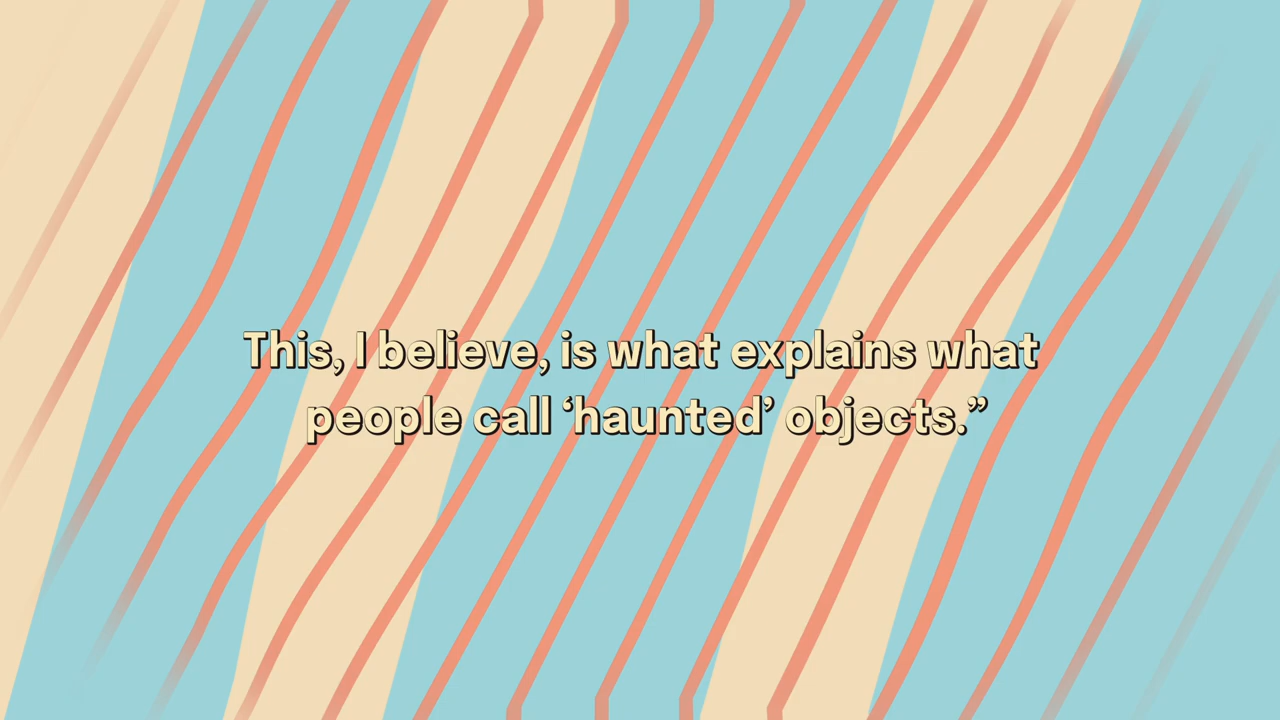 This, I believe, is what explains what
people call ‘haunted’ objects.”